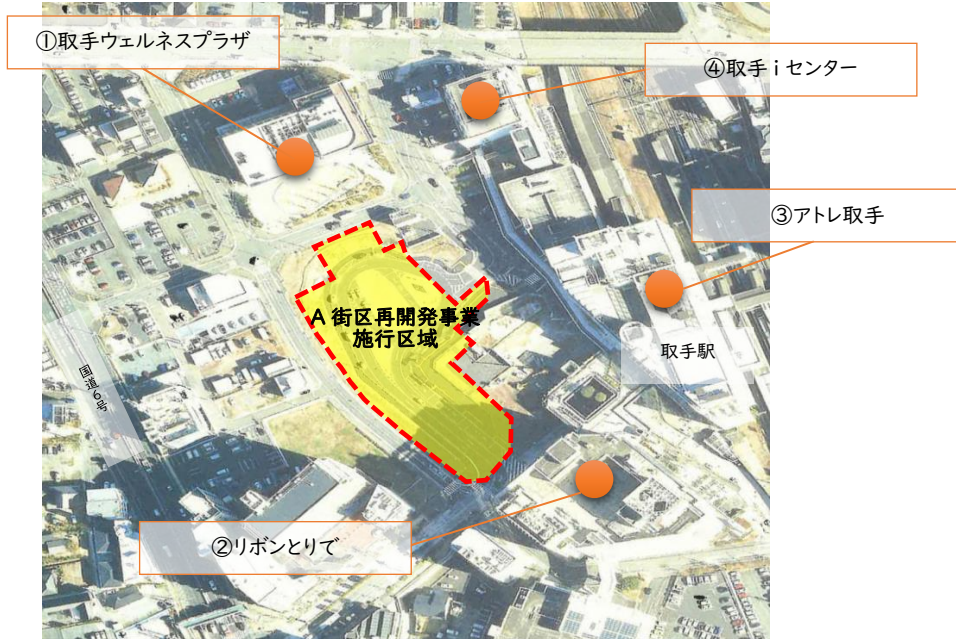 ①取手ウェルネスプラザ
④取手ⅰセンター
③アトレ取手
A 街区再開発事業
施行区域
取手駅
国道6号
②リボンとりで